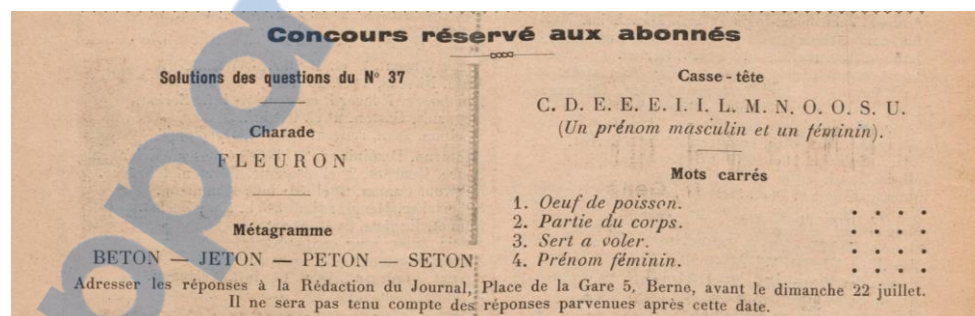 Concours réservé aux abonnés
Solutions des questions du No 37
Charade
FLEURON
Métagramme
BETON — JETON — PETON — SETON
Casse-tête
C. D. E. E. E. I. I. L. M. N. O. O. S. U.
(Un prénom masculin et un féminin).
Mots carrés
1. Oeuf de poisson.
2. Partie du corps.
3. Sert a voler.
4. Prénom féminin.
Adresser les réponses à la Rédaction du Journal, Place de la Gare 5, Berne, avant le dimanche 22 juillet.
Il ne sera pas tenu compte des réponses parvenues après cette date.